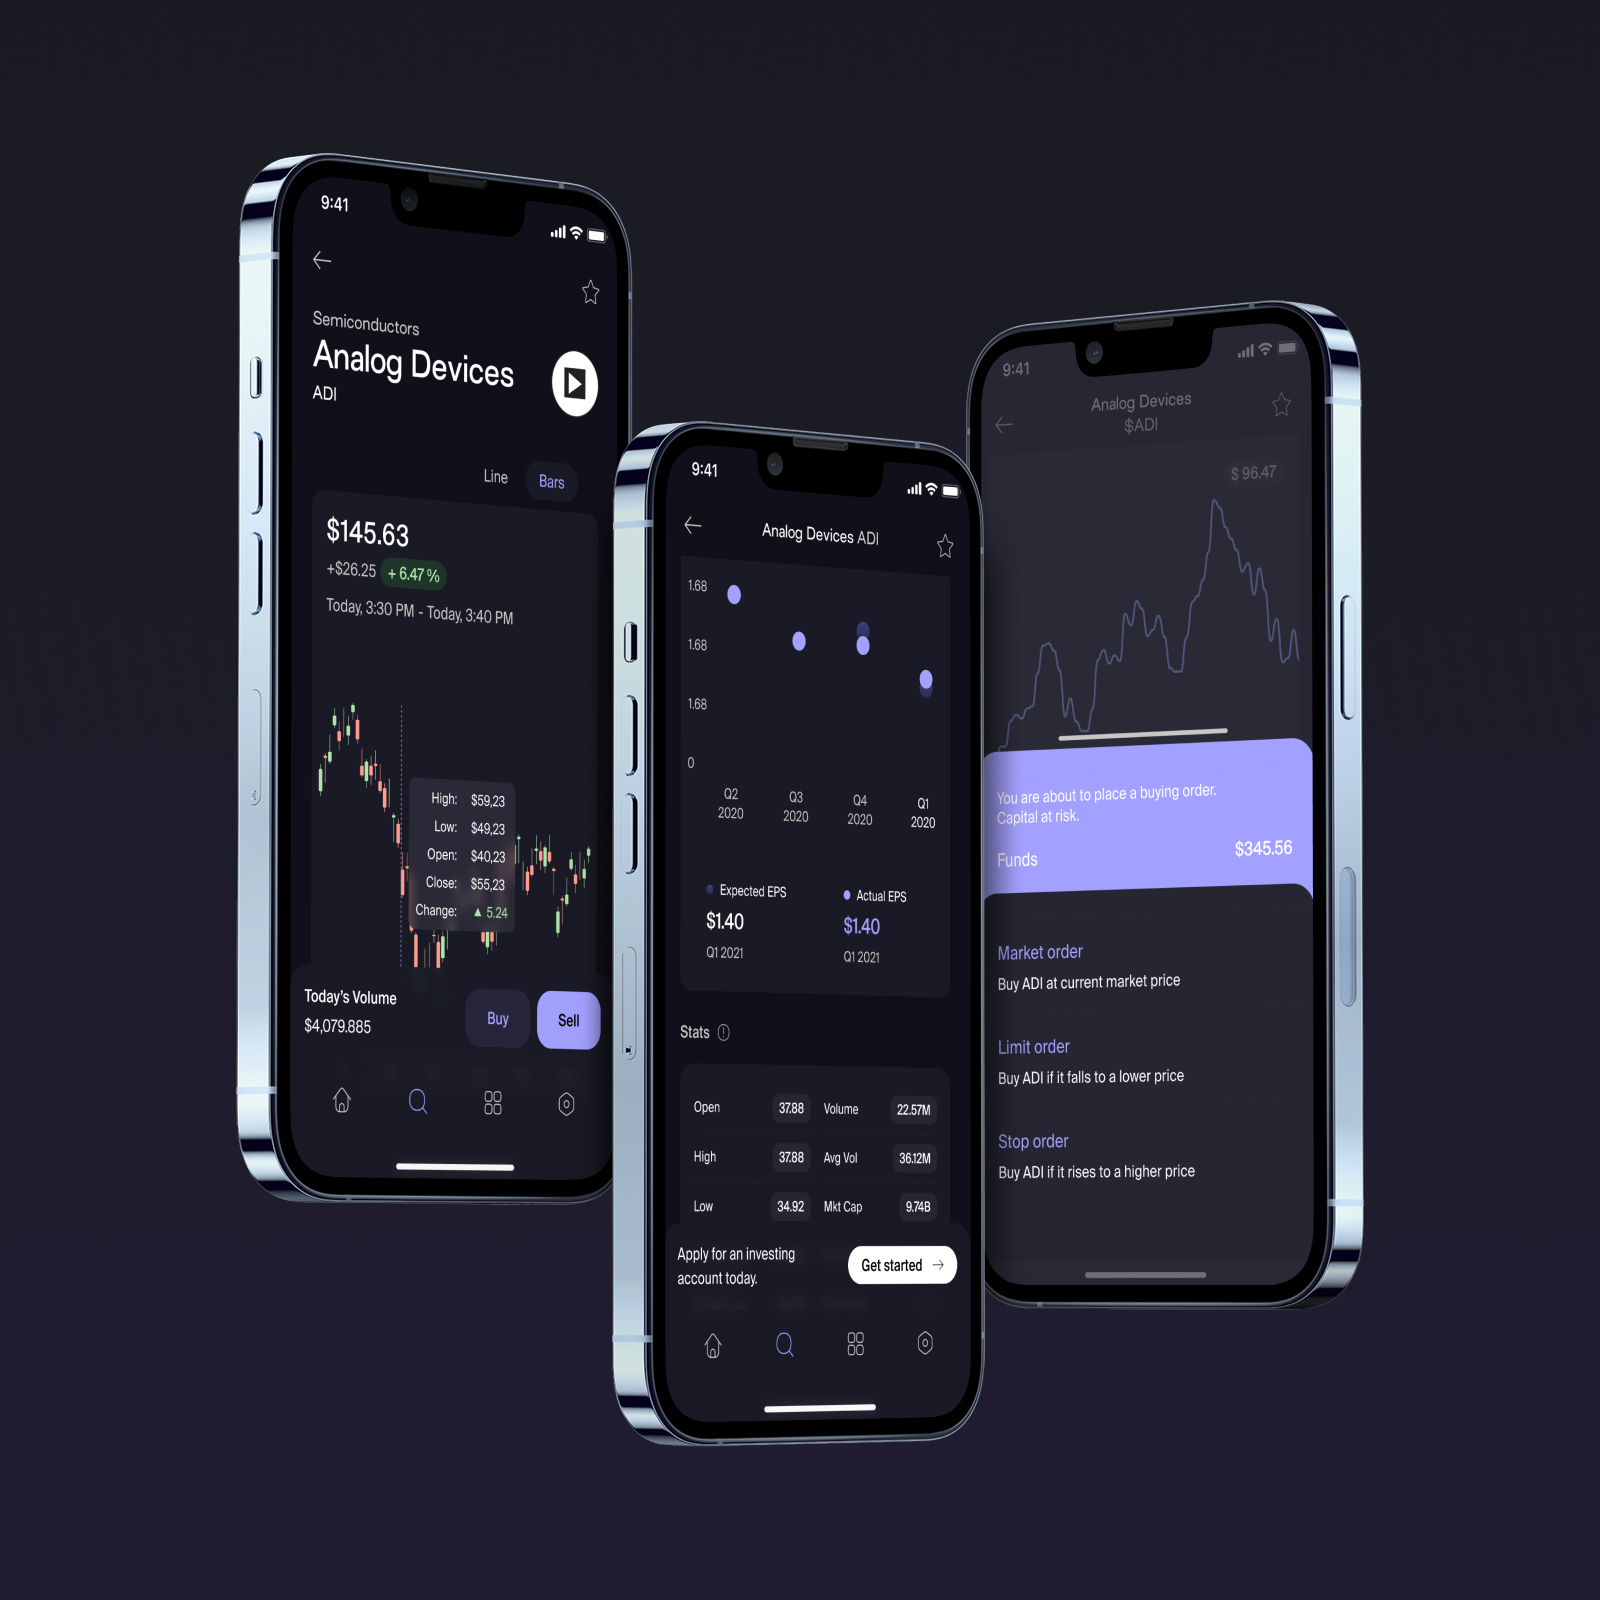 9:41
Semiconductors
Analog Devices
ADI
Line Bars
$145.63
+$26.25 + 6.47 %
Today, 3:30 PM - Today, 3:40 PM
High: $59,23
Low: $49,23
Open: $40,23
Close: $55,23
Change: ▲ 5.24
Today's Volume
$4,079.885
Buy
Sell
9:41
Analog Devices ADI
1.68
1.68
1.68
0
Q2 2020
Q3 2020
Q4 2020
Q1 2020
Expected EPS
$1.40
Q1 2021
Actual EPS
$1.40
Q1 2021
Stats
Open 37.88 Volume 22.57M
High 37.88 Avg Vol 36.12M
Low 34.92 Mkt Cap 9.74B
Apply for an investing
account today.
Get started →
9:41
Analog Devices
$ADI
$ 96.47
You are about to place a buying order.
Capital at risk.
Funds $345.56
Market order
Buy ADI at current market price
Limit order
Buy ADI if it falls to a lower price
Stop order
Buy ADI if it rises to a higher price